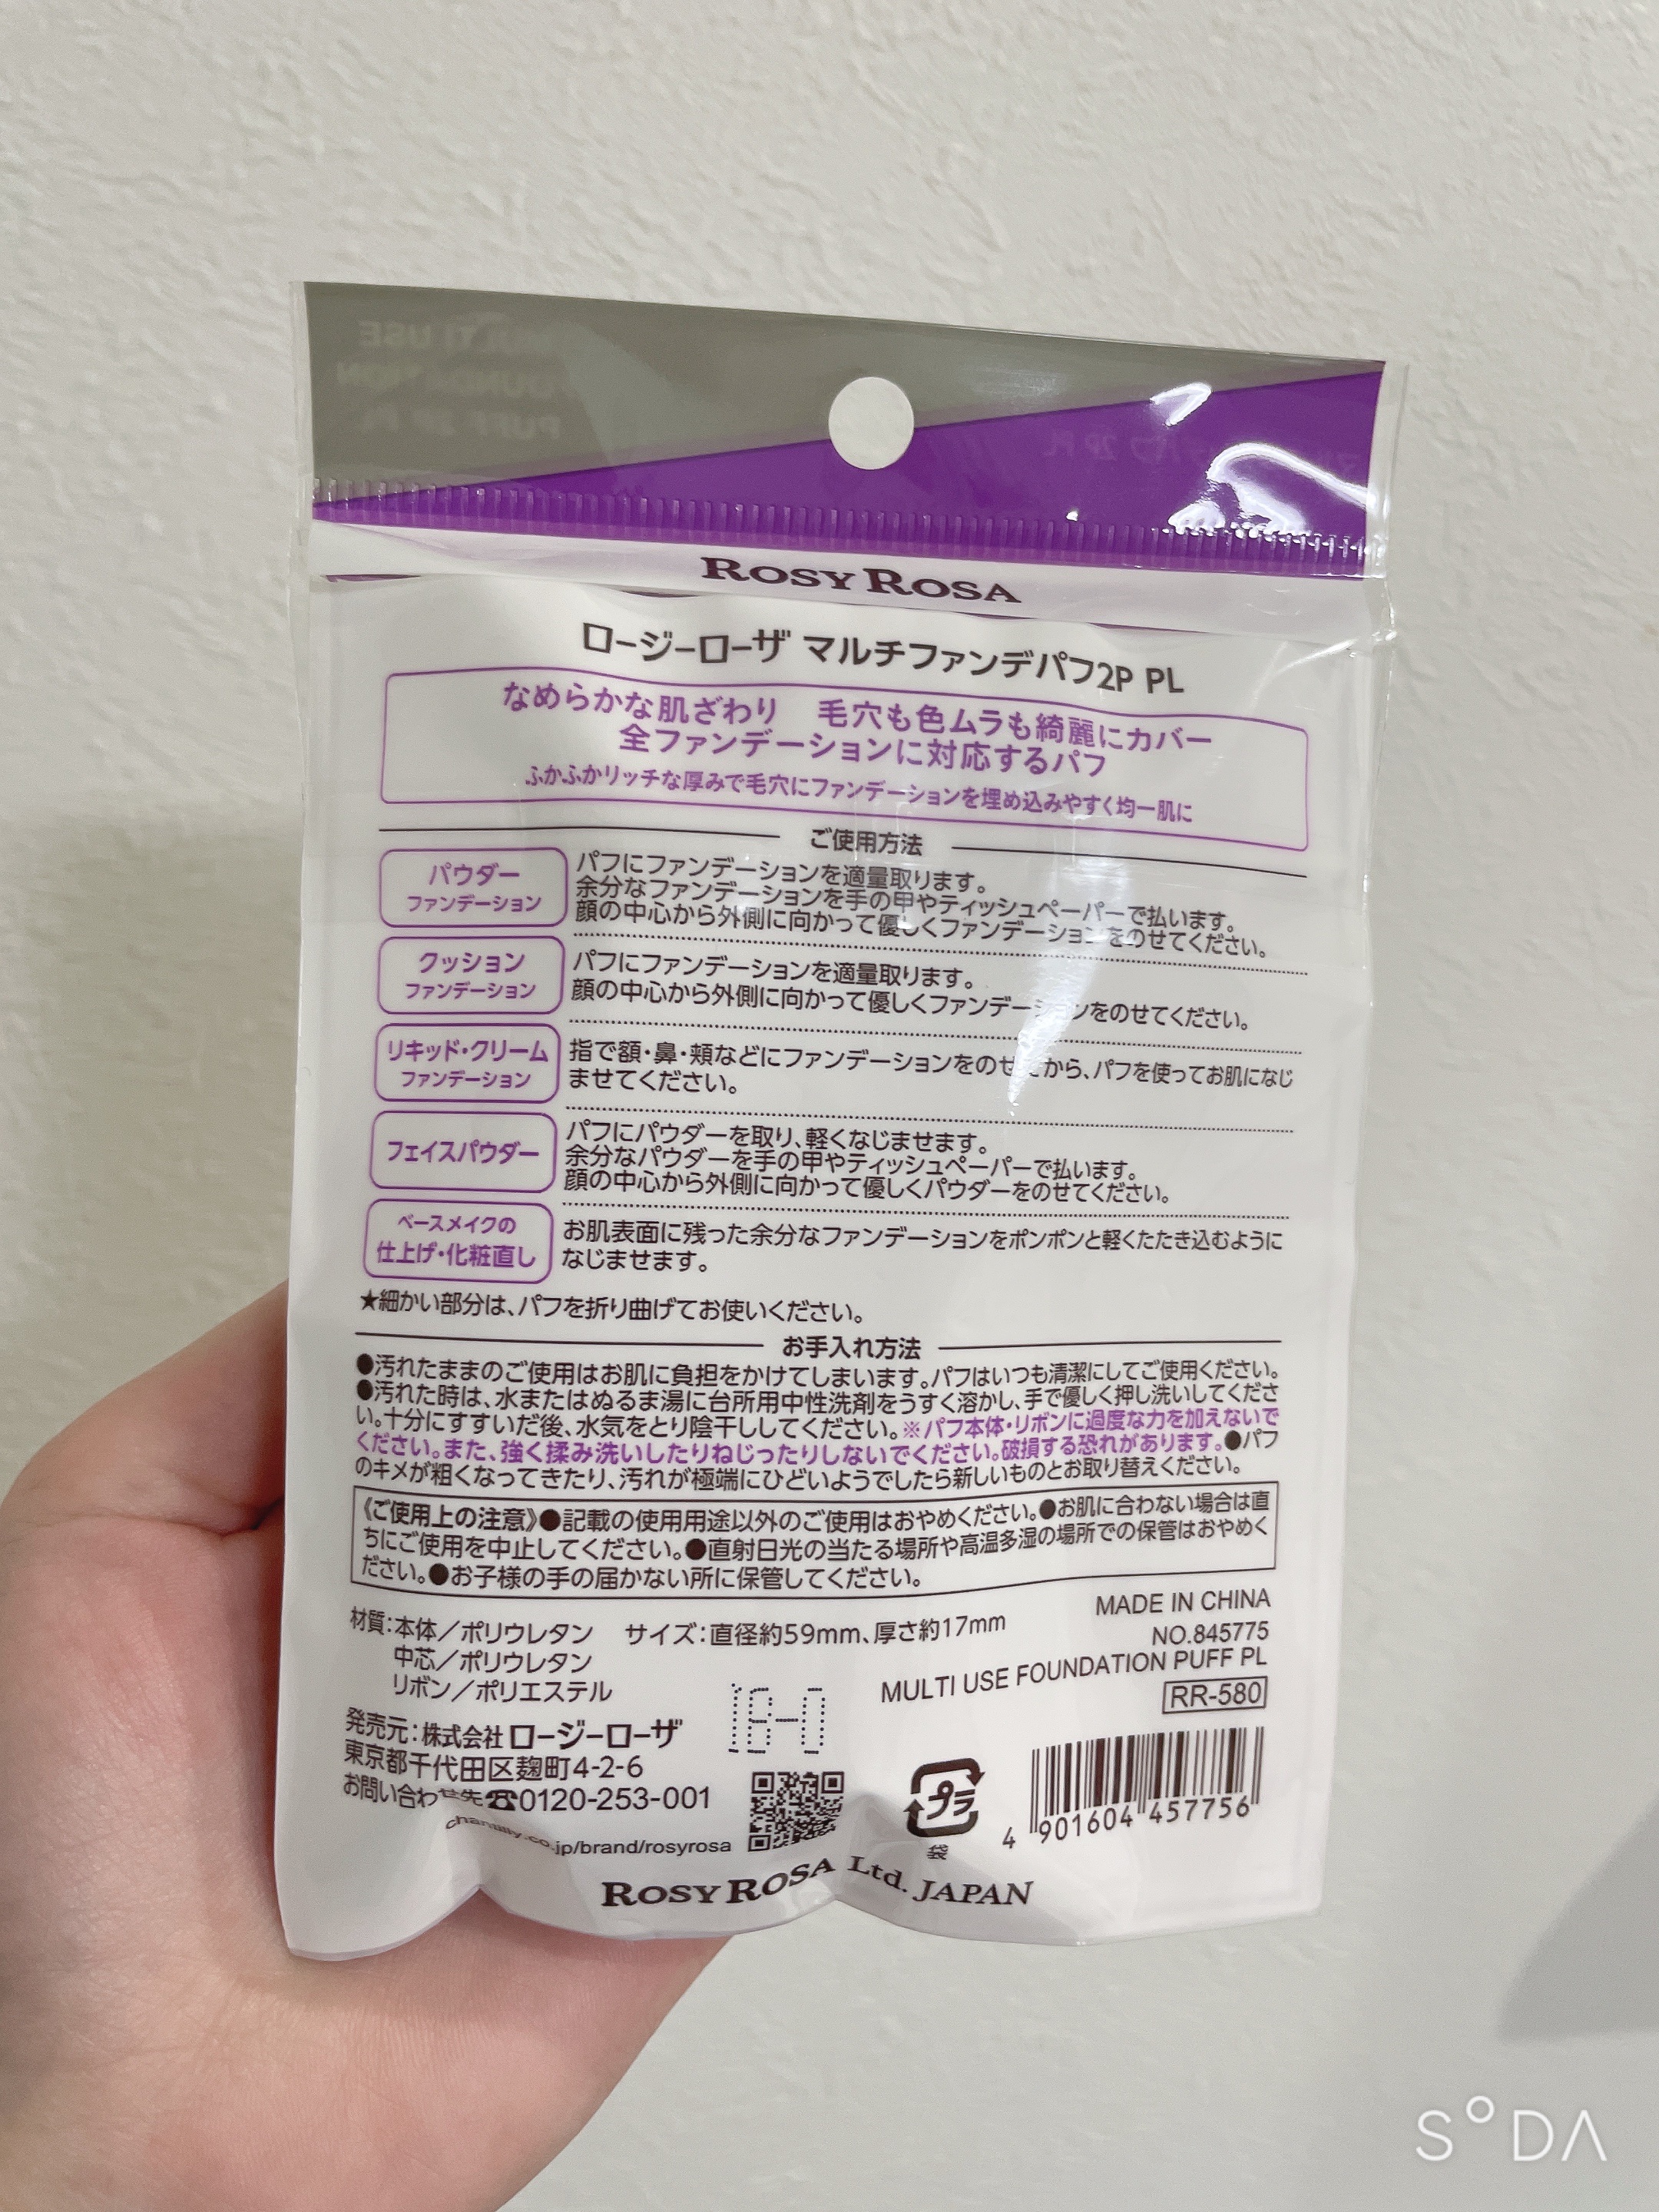 ROSY ROSA
ロージーローザ マルチファンデパフ2P PL
なめらかな肌ざわり 毛穴も色ムラも綺麗にカバー
全ファンデーションに対応するパフ
ふかふかリッチな厚みで毛穴にファンデーションを埋め込みやすく均一肌に
ご使用方法
パウダー
ファンデーション
パフにファンデーションを適量取ります。
余分なファンデーションを手の甲やティッシュペーパーで払います。
顔の中心から外側に向かって優しくファンデーションをのせてください。
クッション
ファンデーション
パフにファンデーションを適量取ります。
顔の中心から外側に向かって優しくファンデーションをのせてください。
リキッド・クリーム
ファンデーション
指で額・鼻・頬などにファンデーションをのせてから、パフを使ってお肌になじ
ませてください。
フェイスパウダー
パフにパウダーを取り、軽くなじませます。
余分なパウダーを手の甲やティッシュペーパーで払います。
顔の中心から外側に向かって優しくパウダーをのせてください。
ベースメイクの
仕上げ・化粧直し
お肌表面に残った余分なファンデーションをポンポンと軽くたたき込むように
なじませます。
★細かい部分は、パフを折り曲げてお使いください。
お手入れ方法
●汚れたままのご使用はお肌に負担をかけてしまいます。パフはいつも清潔にしてご使用ください。
●汚れた時は、水またはぬるま湯に台所用中性洗剤をうすく溶かし、手で優しく押し洗いしてくださ
い。十分にすすいだ後、水気をとり陰干ししてください。※パフ本体・リボンに過度な力を加えないで
ください。また、強く揉み洗いしたりねじったりしないでください。破損する恐れがあります。●パフ
のキメが粗くなってきたり、汚れが極端にひどいようでしたら新しいものとお取り替えください。
《ご使用上の注意》●記載の使用用途以外のご使用はおやめください。●お肌に合わない場合は直
ちにご使用を中止してください。●直射日光の当たる場所や高温多湿の場所での保管はおやめく
ださい。●お子様の手の届かない所に保管してください。
材質:本体/ポリウレタン サイズ:直径約59mm、厚さ約17mm
中芯/ポリウレタン
リボン/ポリエステル
MADE IN CHINA
NO.845775
MULTI USE FOUNDATION PUFF PL
RR-580
発売元:株式会社ロージーローザ
東京都千代田区麹町4-2-6
お問い合わせ先☎0120-253-001
chantilly.co.jp/brand/rosyrosa
プラ
袋
4 901604 457756
ROSY ROSA Ltd. JAPAN
SODA